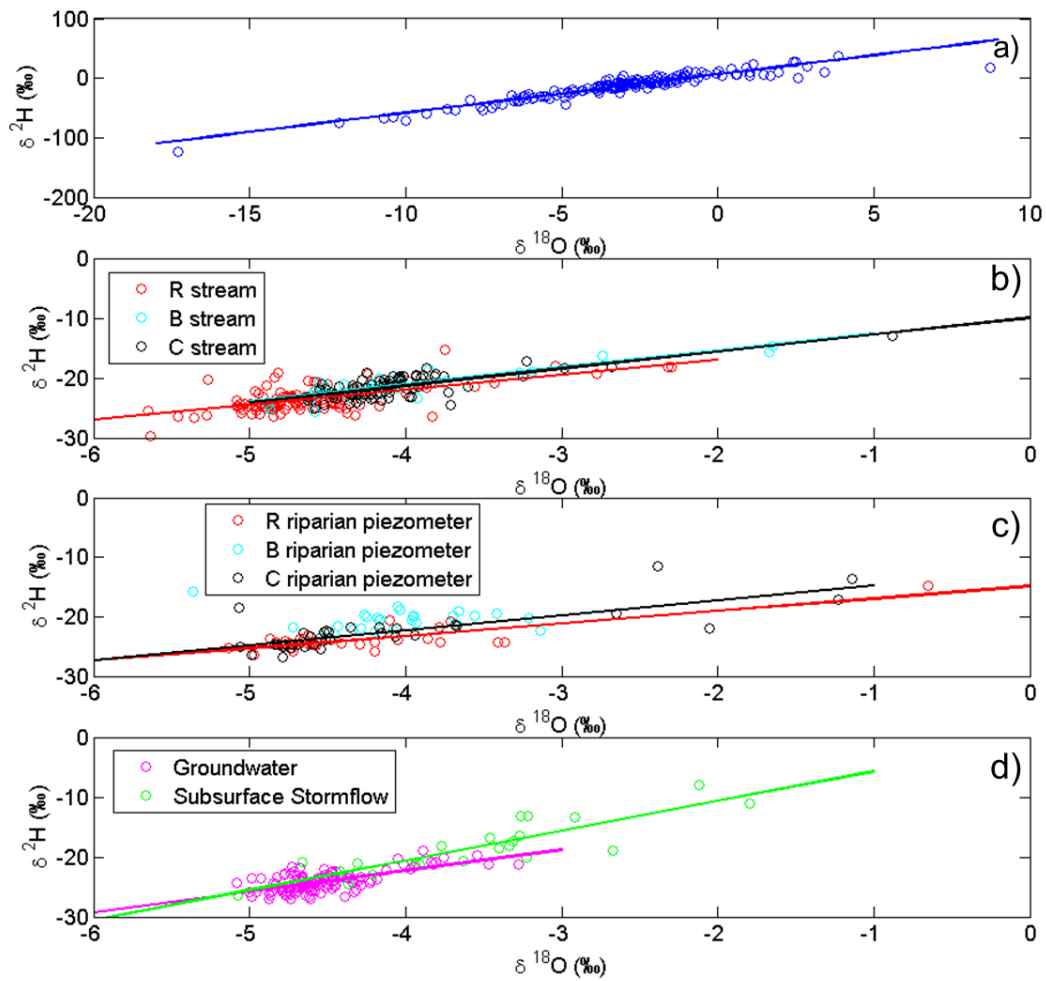 a)
100
0
-100
-200
δ ²H (‰)
-20 -15 -10 -5 0 5 10
δ ¹⁸O (‰)
b)
R stream
B stream
C stream
0
-10
-20
-30
δ ²H (‰)
-6 -5 -4 -3 -2 -1 0
δ ¹⁸O (‰)
c)
R riparian piezometer
B riparian piezometer
C riparian piezometer
0
-10
-20
-30
δ ²H (‰)
-6 -5 -4 -3 -2 -1 0
δ ¹⁸O (‰)
d)
Groundwater
Subsurface Stormflow
0
-10
-20
-30
δ ²H (‰)
-6 -5 -4 -3 -2 -1 0
δ ¹⁸O (‰)